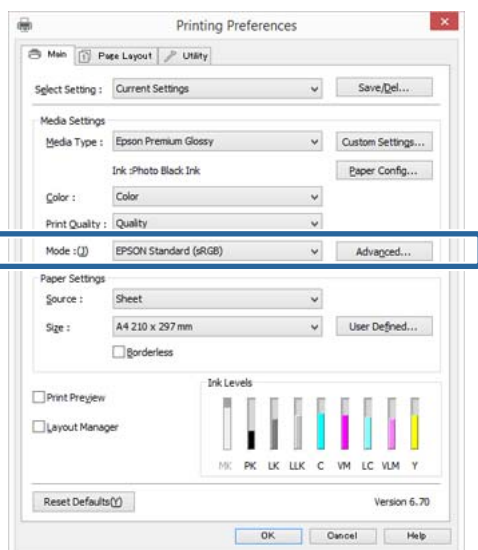 Printing Preferences
Main Page Layout Utility
Select Setting : Current Settings Save/Del...
Media Settings
Media Type : Epson Premium Glossy Custom Settings...
Ink :Photo Black Ink Paper Config...
Color : Color
Print Quality : Quality
Mode :(J) EPSON Standard (sRGB) Advanced...
Paper Settings
Source : Sheet
Size : A4 210 x 297 mm User Defined...
Borderless
Print Preview
Ink Levels
Layout Manager
MK PK LK LLK C VM LC VLM Y
Reset Defaults(Y) Version 6.70
OK Cancel Help